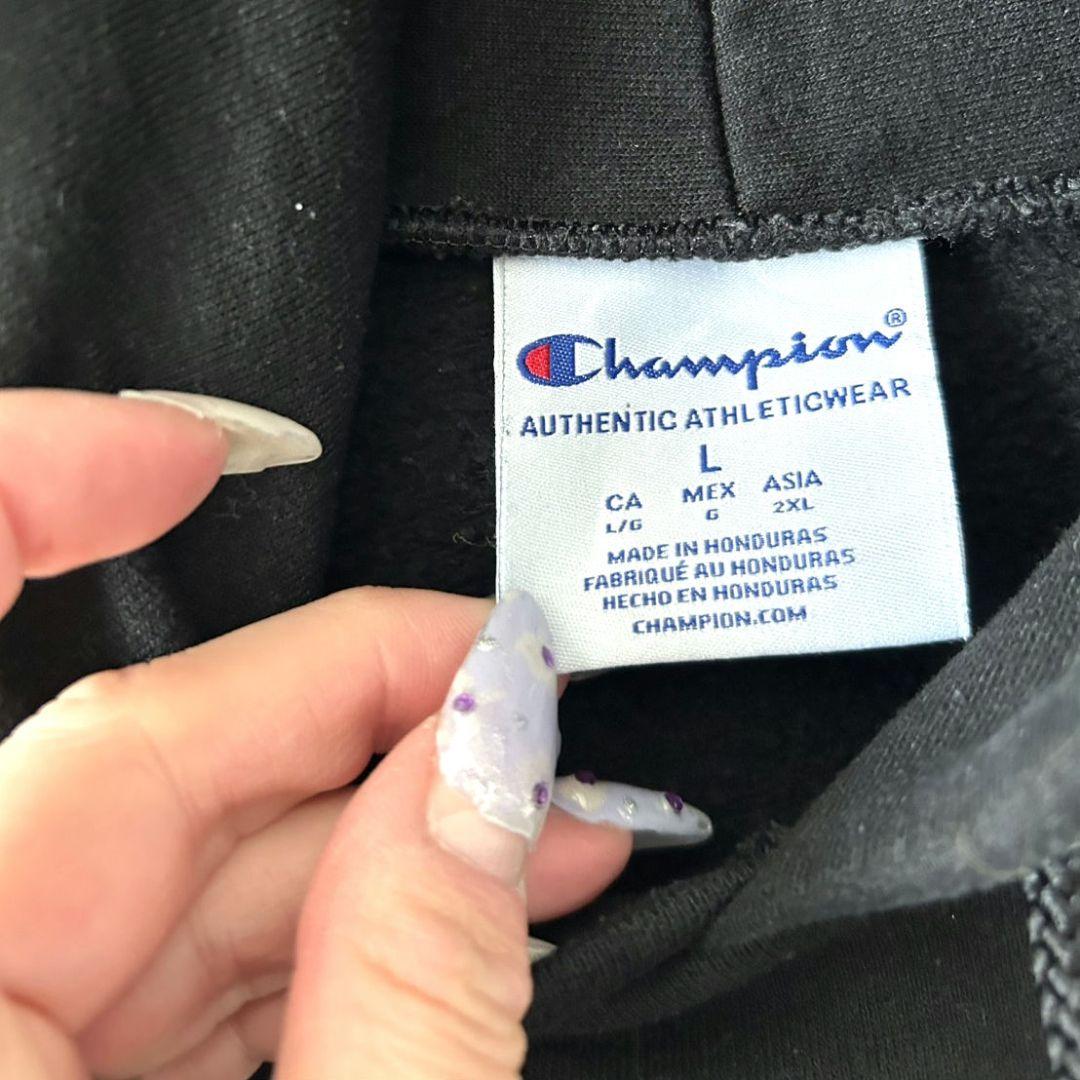 Champion®
AUTHENTIC ATHLETICWEAR
L
CA MEX ASIA
L/G G 2XL
MADE IN HONDURAS
FABRIQUÉ AU HONDURAS
HECHO EN HONDURAS
CHAMPION.COM